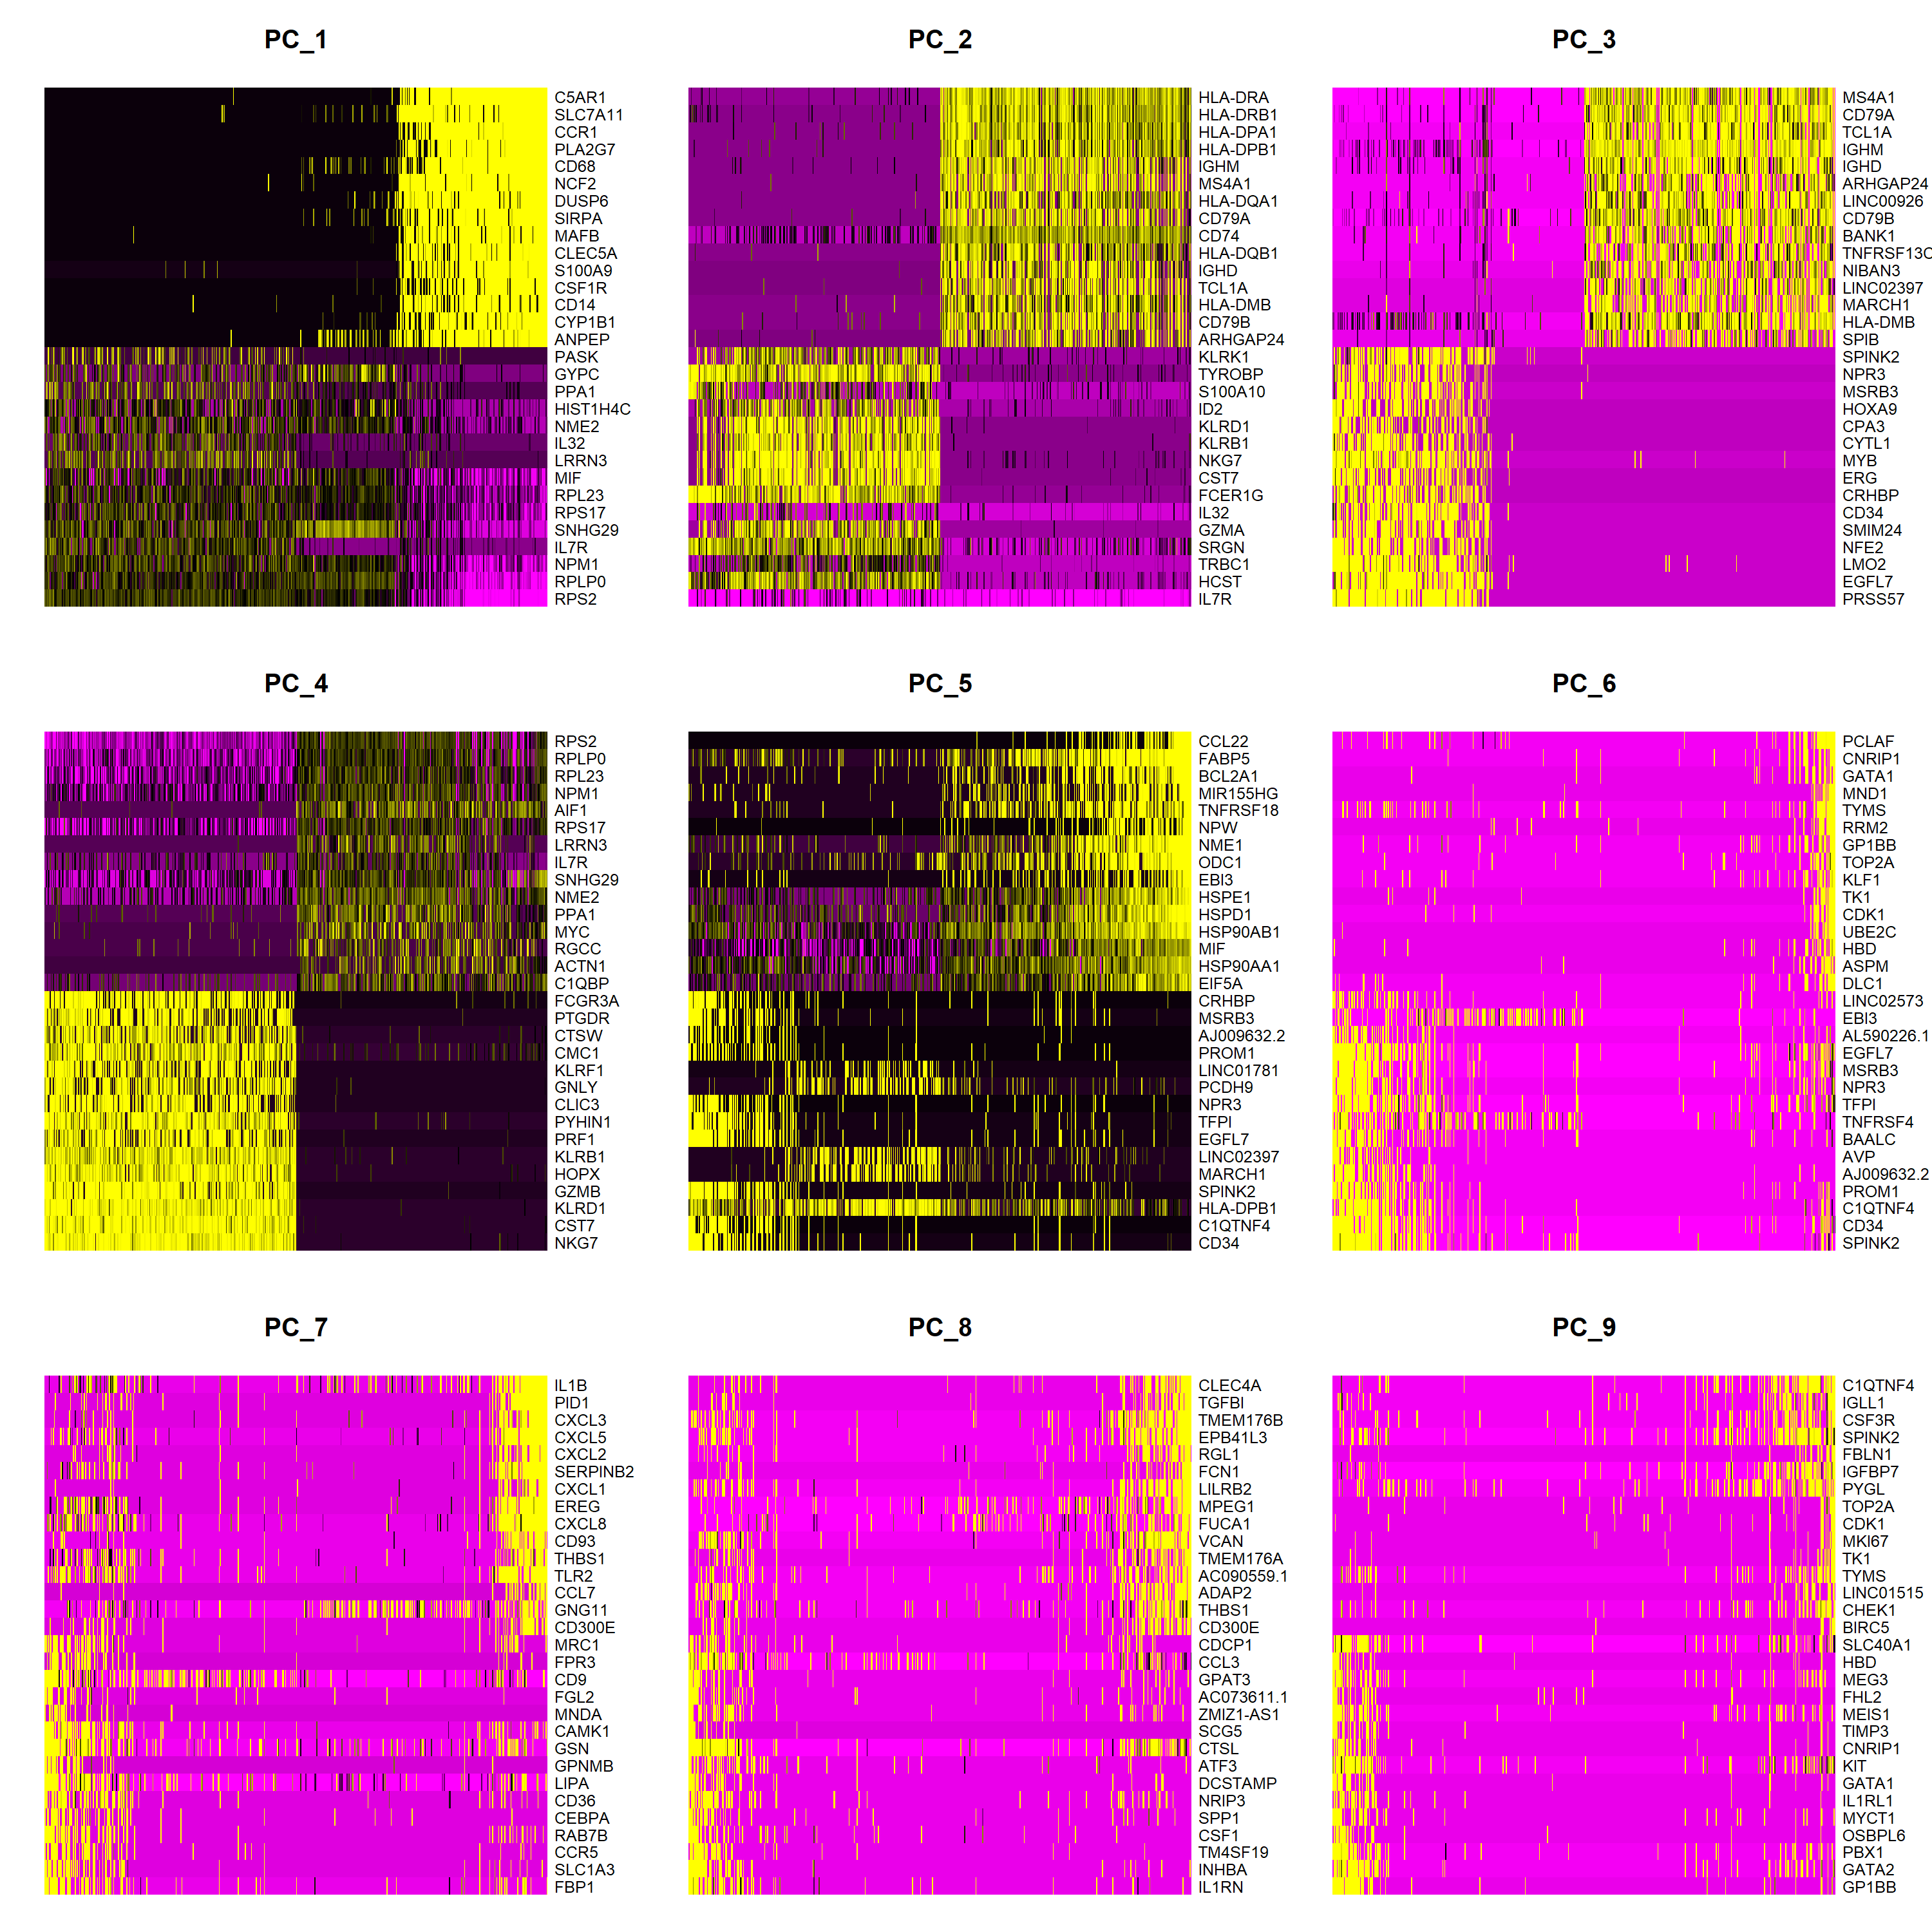 PC_1
C5AR1
SLC7A11
CCR1
PLA2G7
CD68
NCF2
DUSP6
SIRPA
MAFB
CLEC5A
S100A9
CSF1R
CD14
CYP1B1
ANPEP
PASK
GYPC
PPA1
HIST1H4C
NME2
IL32
LRRN3
MIF
RPL23
RPS17
SNHG29
IL7R
NPM1
RPLP0
RPS2
PC_2
HLA-DRA
HLA-DRB1
HLA-DPA1
HLA-DPB1
IGHM
MS4A1
HLA-DQA1
CD79A
CD74
HLA-DQB1
IGHD
TCL1A
HLA-DMB
CD79B
ARHGAP24
KLRK1
TYROBP
S100A10
ID2
KLRD1
KLRB1
NKG7
CST7
FCER1G
IL32
GZMA
SRGN
TRBC1
HCST
IL7R
PC_3
MS4A1
CD79A
TCL1A
IGHM
IGHD
ARHGAP24
LINC00926
CD79B
BANK1
TNFRSF13C
NIBAN3
LINC02397
MARCH1
HLA-DMB
SPIB
SPINK2
NPR3
MSRB3
HOXA9
CPA3
CYTL1
MYB
ERG
CRHBP
CD34
SMIM24
NFE2
LMO2
EGFL7
PRSS57
PC_4
RPS2
RPLP0
RPL23
NPM1
AIF1
RPS17
LRRN3
IL7R
SNHG29
NME2
PPA1
MYC
RGCC
ACTN1
C1QBP
FCGR3A
PTGDR
CTSW
CMC1
KLRF1
GNLY
CLIC3
PYHIN1
PRF1
KLRB1
HOPX
GZMB
KLRD1
CST7
NKG7
PC_5
CCL22
FABP5
BCL2A1
MIR155HG
TNFRSF18
NPW
NME1
ODC1
EBI3
HSPE1
HSPD1
HSP90AB1
MIF
HSP90AA1
EIF5A
CRHBP
MSRB3
AJ009632.2
PROM1
LINC01781
PCDH9
NPR3
TFPI
EGFL7
LINC02397
MARCH1
SPINK2
HLA-DPB1
C1QTNF4
CD34
PC_6
PCLAF
CNRIP1
GATA1
MND1
TYMS
RRM2
GP1BB
TOP2A
KLF1
TK1
CDK1
UBE2C
HBD
ASPM
DLC1
LINC02573
EBI3
AL590226.1
EGFL7
MSRB3
NPR3
TFPI
TNFRSF4
BAALC
AVP
AJ009632.2
PROM1
C1QTNF4
CD34
SPINK2
PC_7
IL1B
PID1
CXCL3
CXCL5
CXCL2
SERPINB2
CXCL1
EREG
CXCL8
CD93
THBS1
TLR2
CCL7
GNG11
CD300E
MRC1
FPR3
CD9
FGL2
MNDA
CAMK1
GSN
GPNMB
LIPA
CD36
CEBPA
RAB7B
CCR5
SLC1A3
FBP1
PC_8
CLEC4A
TGFBI
TMEM176B
EPB41L3
RGL1
FCN1
LILRB2
MPEG1
FUCA1
VCAN
TMEM176A
AC090559.1
ADAP2
THBS1
CD300E
CDCP1
CCL3
GPAT3
AC073611.1
ZMIZ1-AS1
SCG5
CTSL
ATF3
DCSTAMP
NRIP3
SPP1
CSF1
TM4SF19
INHBA
IL1RN
PC_9
C1QTNF4
IGLL1
CSF3R
SPINK2
FBLN1
IGFBP7
PYGL
TOP2A
CDK1
MKI67
TK1
TYMS
LINC01515
CHEK1
BIRC5
SLC40A1
HBD
MEG3
FHL2
MEIS1
TIMP3
CNRIP1
KIT
GATA1
IL1RL1
MYCT1
OSBPL6
PBX1
GATA2
GP1BB